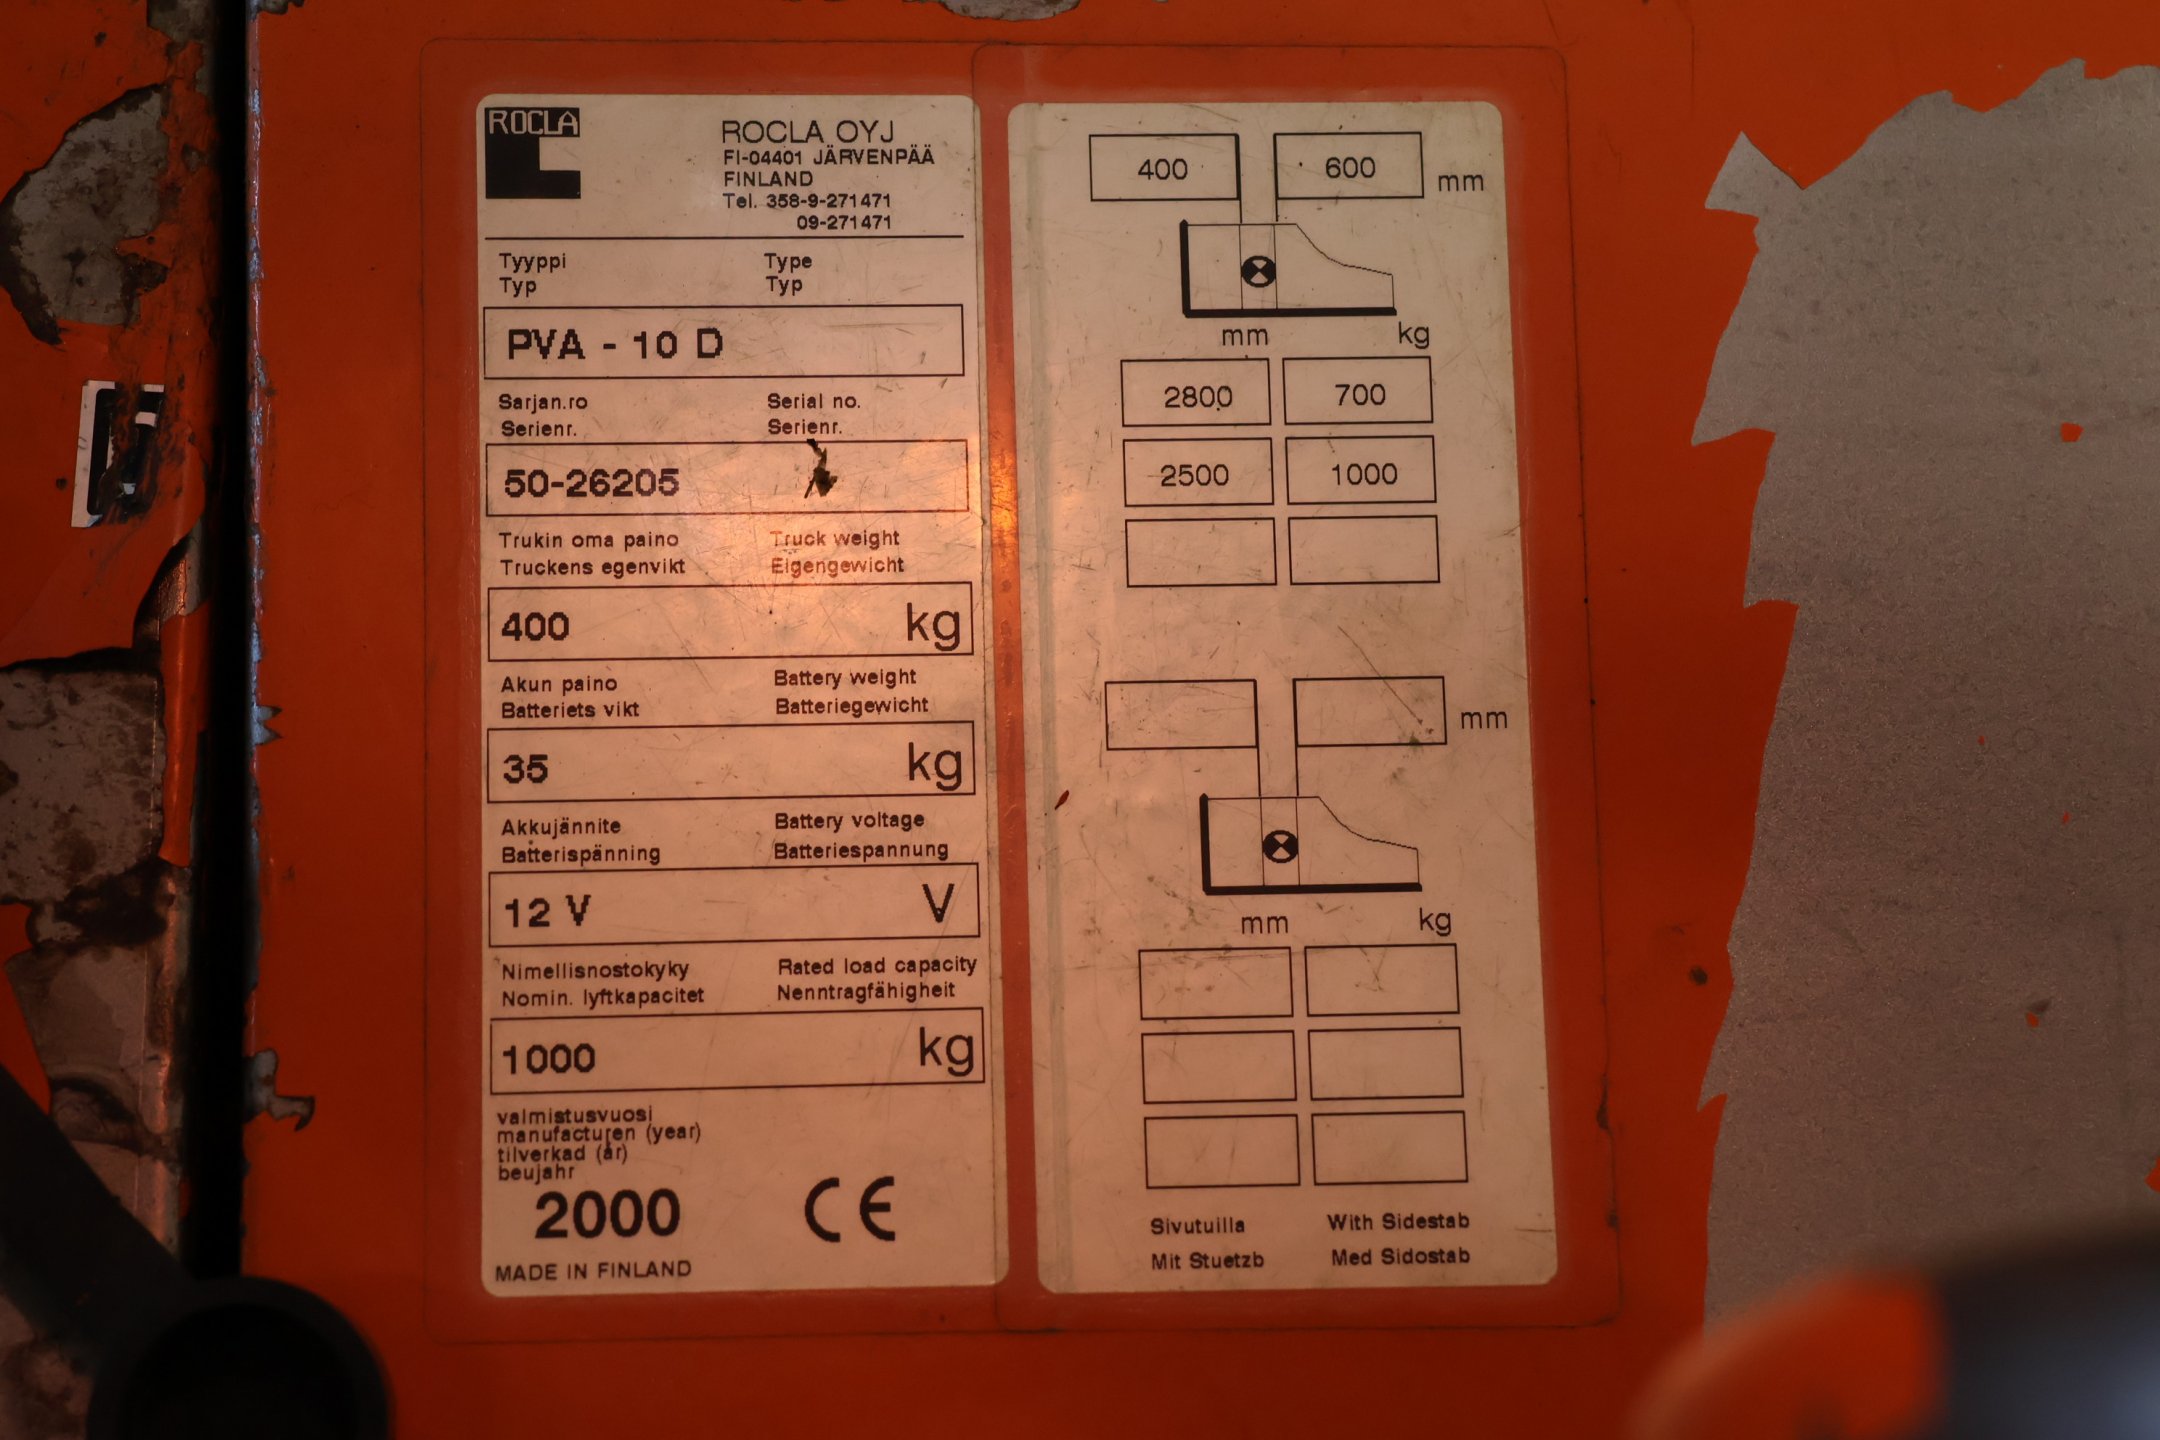 ROCLA
ROCLA OYJ
FI-04401 JÄRVENPÄÄ
FINLAND
Tel. 358-9-271471
09-271471
Tyyppi Type
Typ Typ
PVA - 10 D
Sarjan.ro Serial no.
Serienr. Serienr.
50-26205
Trukin oma paino Truck weight
Truckens egenvikt Eigengewicht
400 kg
Akun paino Battery weight
Batteriets vikt Batteriegewicht
35 kg
Akkujännite Battery voltage
Batterispänning Batteriespannung
12 V V
Nimellisnostokyky Rated load capacity
Nomin. lyftkapacitet Nenntragfähigheit
1000 kg
valmistusvuosi
manufacturen (year)
tilverkad (år)
beujahr
2000 CE
MADE IN FINLAND
400 600 mm
mm kg
2800 700
2500 1000
mm
mm kg
Sivutuilla With Sidestab
Mit Stuetzb Med Sidostab